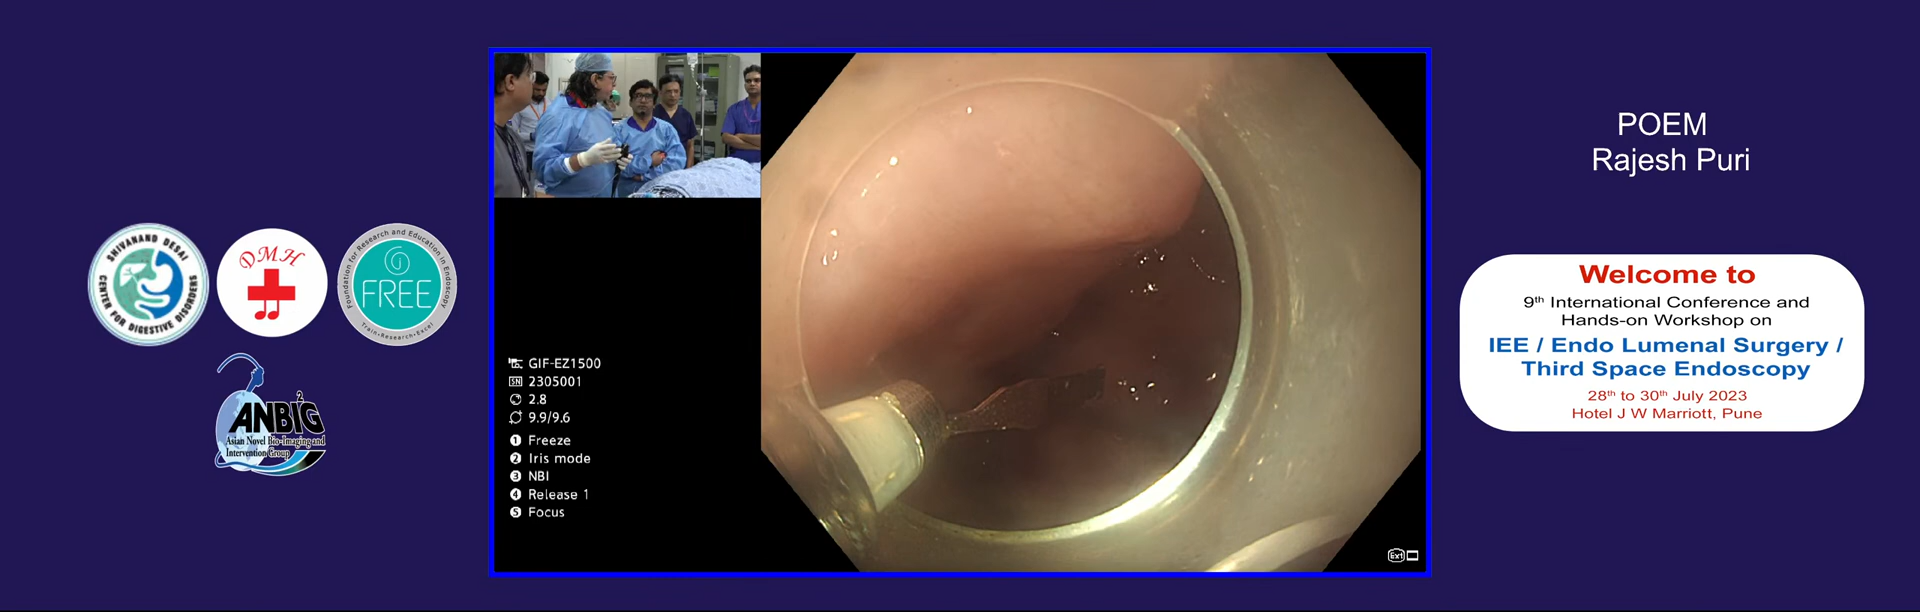 SHIVANAND DESAI
CENTER FOR DIGESTIVE DISORDERS
DMH
Foundation for Research and Education in Endoscopy
FREE
Train•Research•Excel
ANBIG
2
Asian Novel Bio-Imaging and
Intervention Group
GIF-EZ1500
SN 2305001
2.8
9.9/9.6
1 Freeze
2 Iris mode
3 NBI
4 Release 1
5 Focus
Ex1
POEM
Rajesh Puri
Welcome to
9th International Conference and
Hands-on Workshop on
IEE / Endo Lumenal Surgery /
Third Space Endoscopy
28th to 30th July 2023
Hotel J W Marriott, Pune